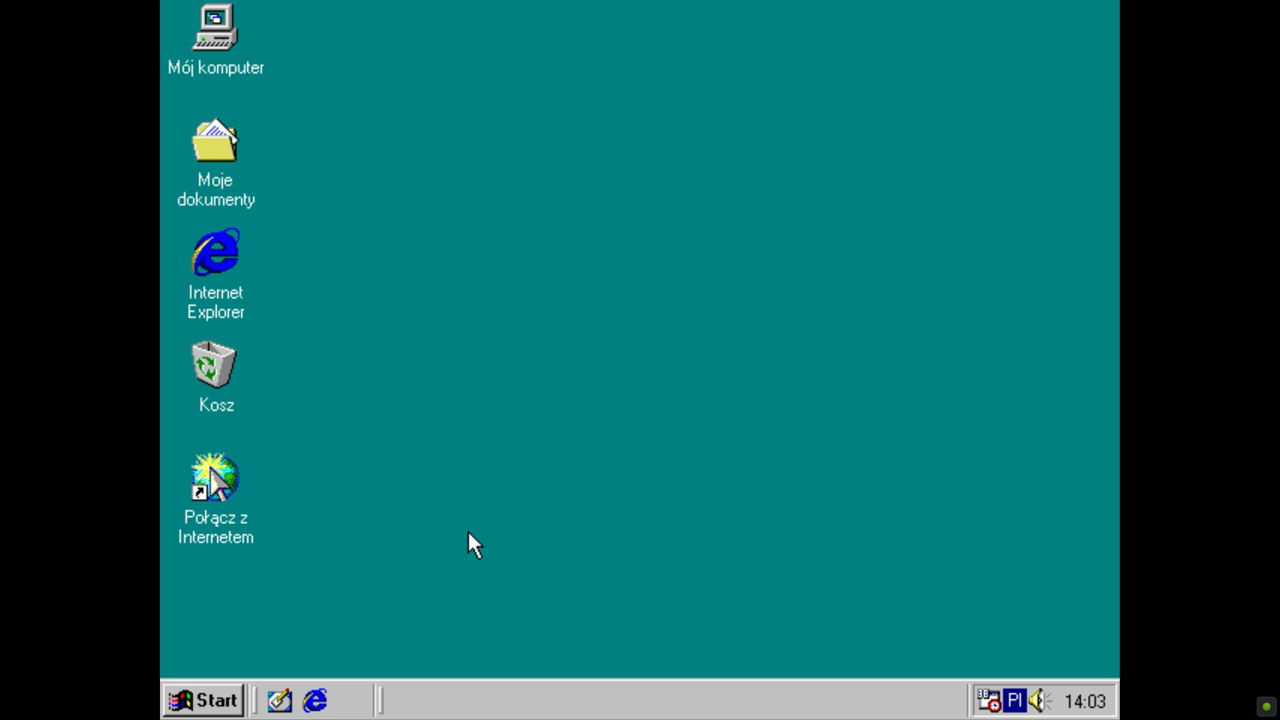 Mój komputer
Moje
dokumenty
Internet
Explorer
Kosz
Połącz z
Internetem
Start
Pl
14:03